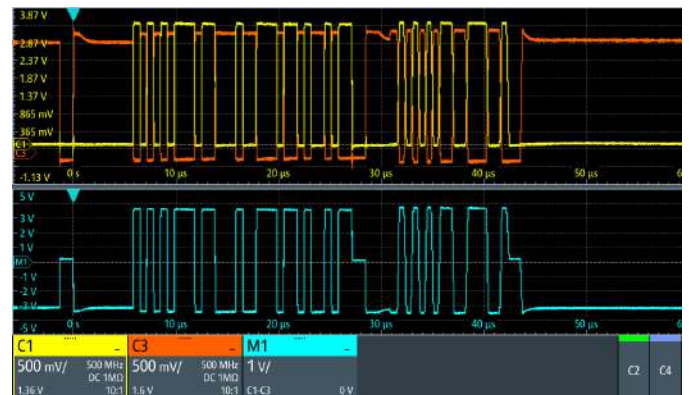 3.87 V
2.87 V
2.37 V
1.87 V
1.37 V
865 mV
365 mV
C1
C3
-1.13 V
0 s 10 µs 20 µs 30 µs 40 µs 50 µs 6
5 V
3 V
2 V
1 V
M1
-1 V
-2 V
-3 V
-5 V
0 s 10 µs 20 µs 30 µs 40 µs 50 µs 6
C1 C3 M1
500 mV/ 500 MHz 500 mV/ 500 MHz 1 V/
DC 1MΩ DC 1MΩ
1.36 V 10:1 1.6 V 10:1 C1-C3 0 V
C2 C4